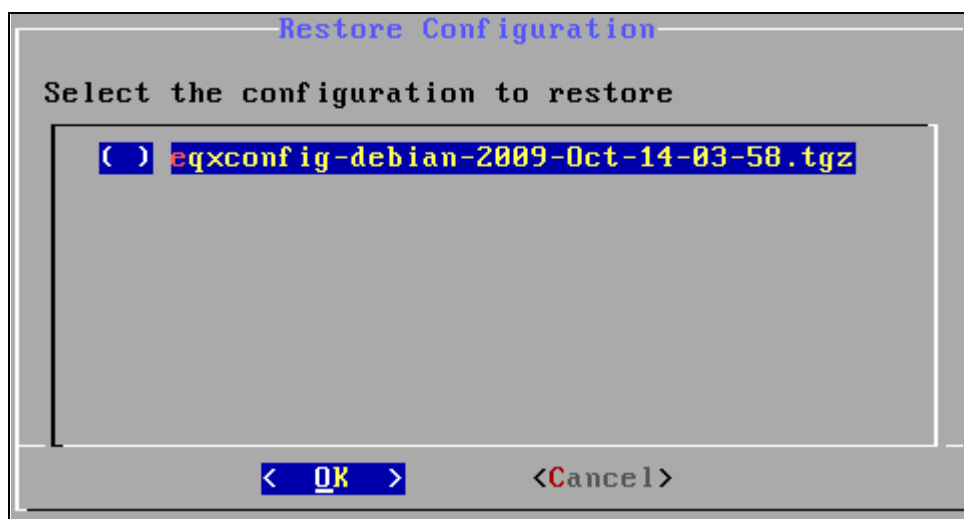 Restore Configuration
Select the configuration to restore
( ) eqxconfig-debian-2009-Oct-14-03-58.tgz
< OK > <Cancel>